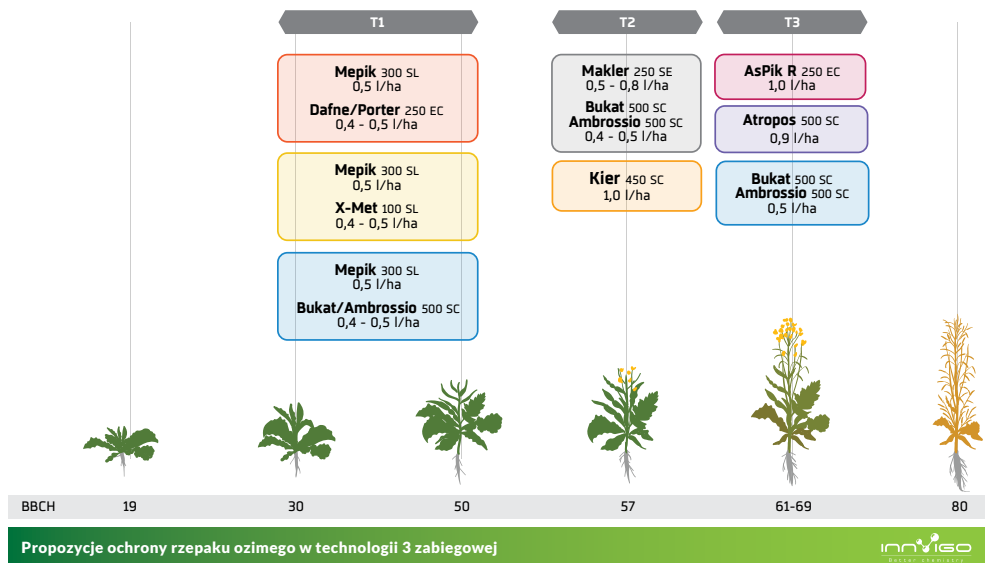 T1
T2
T3
Mepik 300 SL
0,5 l/ha
Dafne/Porter 250 EC
0,4 - 0,5 l/ha
Mepik 300 SL
0,5 l/ha
X-Met 100 SL
0,4 - 0,5 l/ha
Mepik 300 SL
0,5 l/ha
Bukat/Ambrossio 500 SC
0,4 - 0,5 l/ha
Makler 250 SE
0,5 - 0,8 l/ha
Bukat 500 SC
Ambrossio 500 SC
0,4 - 0,5 l/ha
Kier 450 SC
1,0 l/ha
AsPik R 250 EC
1,0 l/ha
Atropos 500 SC
0,9 l/ha
Bukat 500 SC
Ambrossio 500 SC
0,5 l/ha
BBCH 19 30 50 57 61-69 80
Propozycje ochrony rzepaku ozimego w technologii 3 zabiegowej
INNVIGO
Better chemistry